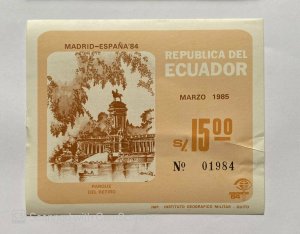 MADRID-ESPAÑA'84
REPUBLICA DEL
ECUADOR
MARZO 1985
S/. 15.00
Nº 01984
PARQUE
DEL RETIRO
84
IMP. INSTITUTO GEOGRAFICO MILITAR QUITO